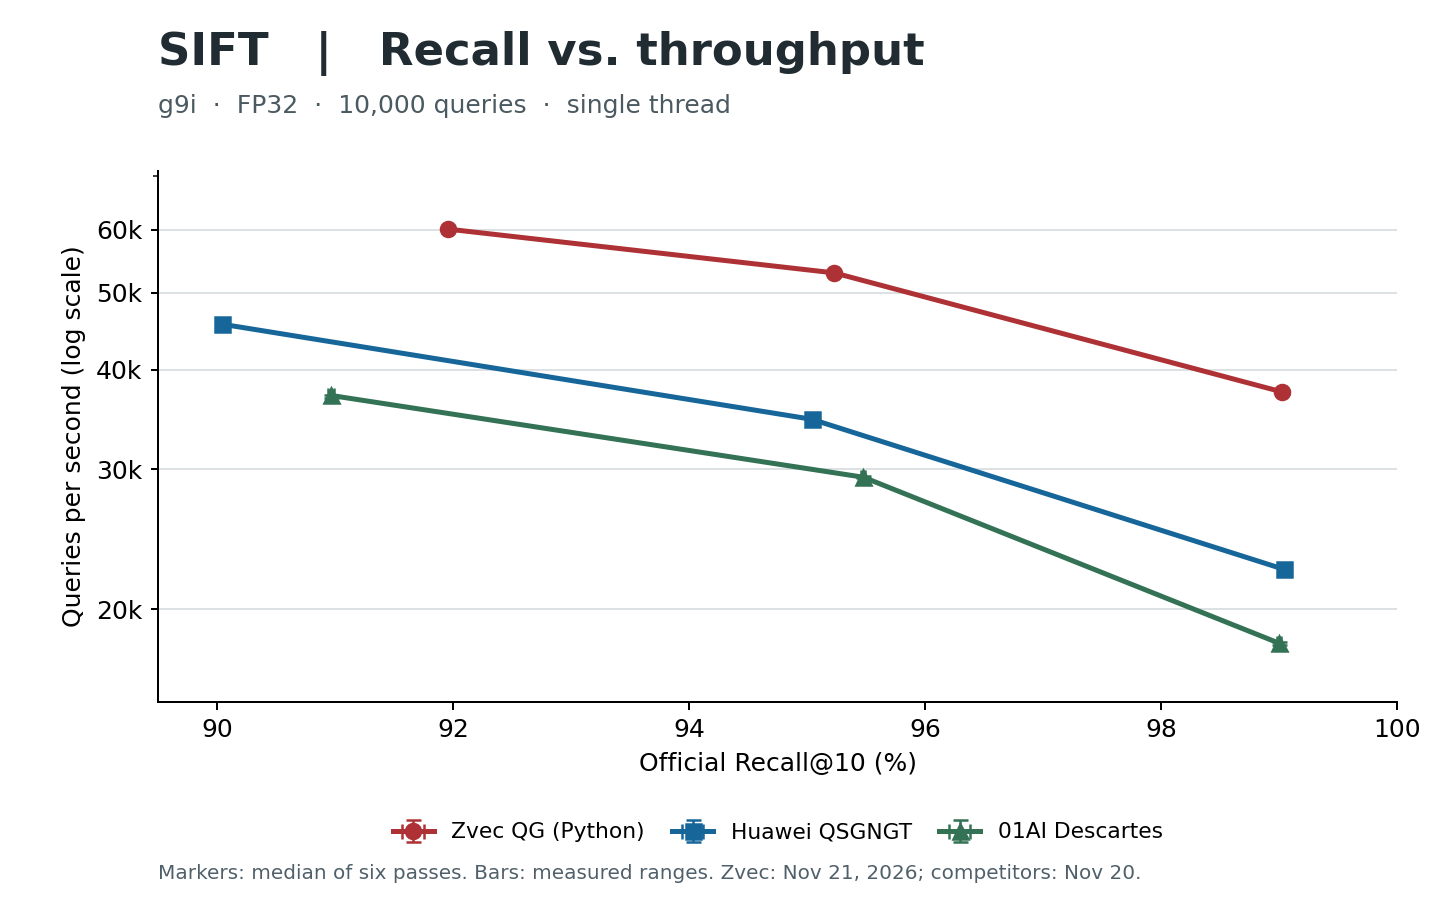 SIFT | Recall vs. throughput
g9i · FP32 · 10,000 queries · single thread
Queries per second (log scale)
60k
50k
40k
30k
20k
90 92 94 96 98 100
Official Recall@10 (%)
Zvec QG (Python) Huawei QSGNGT 01AI Descartes
Markers: median of six passes. Bars: measured ranges. Zvec: Nov 21, 2026; competitors: Nov 20.